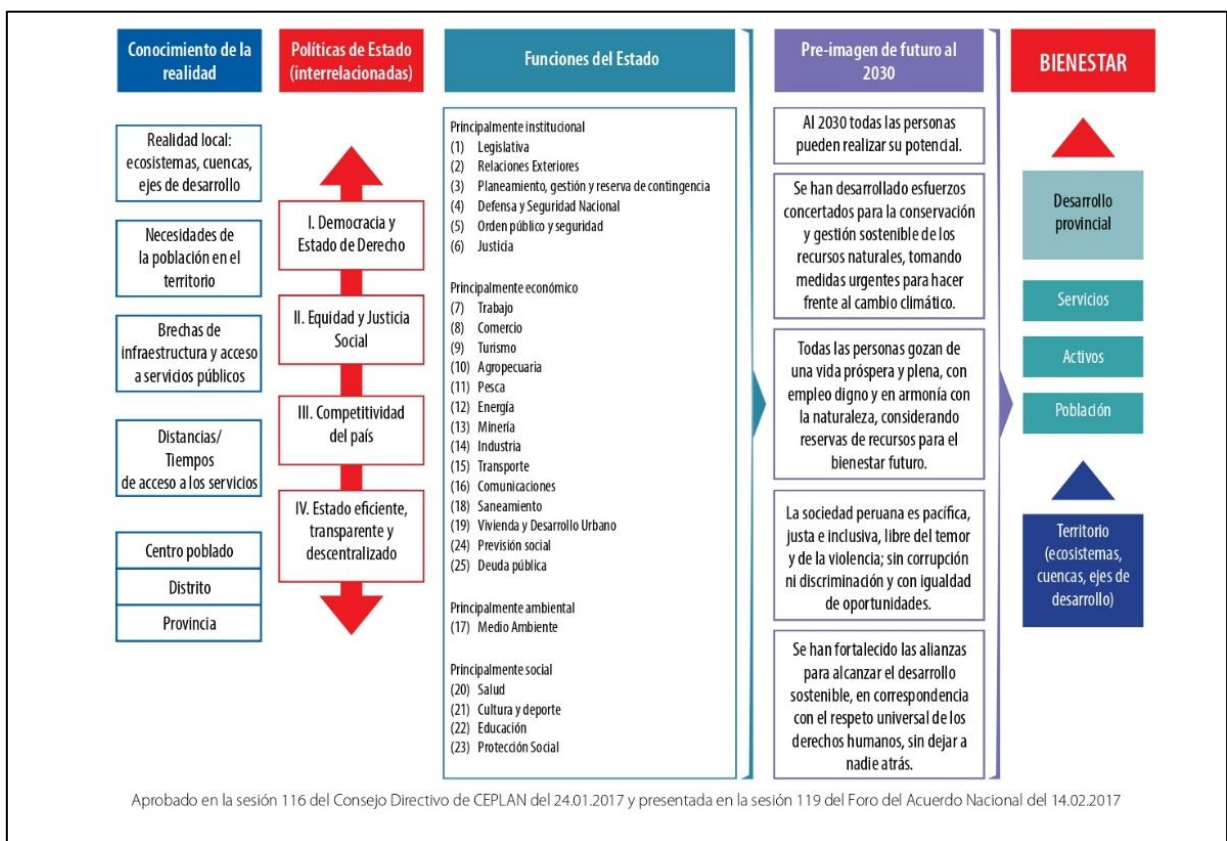 Conocimiento de la
realidad
Realidad local:
ecosistemas, cuencas,
ejes de desarrollo
Necesidades de
la población en el
territorio
Brechas de
infraestructura y acceso
a servicios públicos
Distancias/
Tiempos
de acceso a los servicios
Centro poblado
Distrito
Provincia
Políticas de Estado
(interrelacionadas)
I. Democracia y
Estado de Derecho
II. Equidad y Justicia
Social
III. Competitividad
del país
IV. Estado eficiente,
transparente y
descentralizado
Funciones del Estado
Principalmente institucional
(1) Legislativa
(2) Relaciones Exteriores
(3) Planeamiento, gestión y reserva de contingencia
(4) Defensa y Seguridad Nacional
(5) Orden público y seguridad
(6) Justicia
Principalmente económico
(7) Trabajo
(8) Comercio
(9) Turismo
(10) Agropecuaria
(11) Pesca
(12) Energía
(13) Minería
(14) Industria
(15) Transporte
(16) Comunicaciones
(18) Saneamiento
(19) Vivienda y Desarrollo Urbano
(24) Previsión social
(25) Deuda pública
Principalmente ambiental
(17) Medio Ambiente
Principalmente social
(20) Salud
(21) Cultura y deporte
(22) Educación
(23) Protección Social
Pre-imagen de futuro al
2030
Al 2030 todas las personas
pueden realizar su potencial.
Se han desarrollado esfuerzos
concertados para la conservación
y gestión sostenible de los
recursos naturales, tomando
medidas urgentes para hacer
frente al cambio climático.
Todas las personas gozan de
una vida próspera y plena, con
empleo digno y en armonía con
la naturaleza, considerando
reservas de recursos para el
bienestar futuro.
La sociedad peruana es pacífica,
justa e inclusiva, libre del temor
y de la violencia; sin corrupción
ni discriminación y con igualdad
de oportunidades.
Se han fortalecido las alianzas
para alcanzar el desarrollo
sostenible, en correspondencia
con el respeto universal de los
derechos humanos, sin dejar a
nadie atrás.
BIENESTAR
Desarrollo
provincial
Servicios
Activos
Población
Territorio
(ecosistemas,
cuencas, ejes de
desarrollo)
Aprobado en la sesión 116 del Consejo Directivo de CEPLAN del 24.01.2017 y presentada en la sesión 119 del Foro del Acuerdo Nacional del 14.02.2017